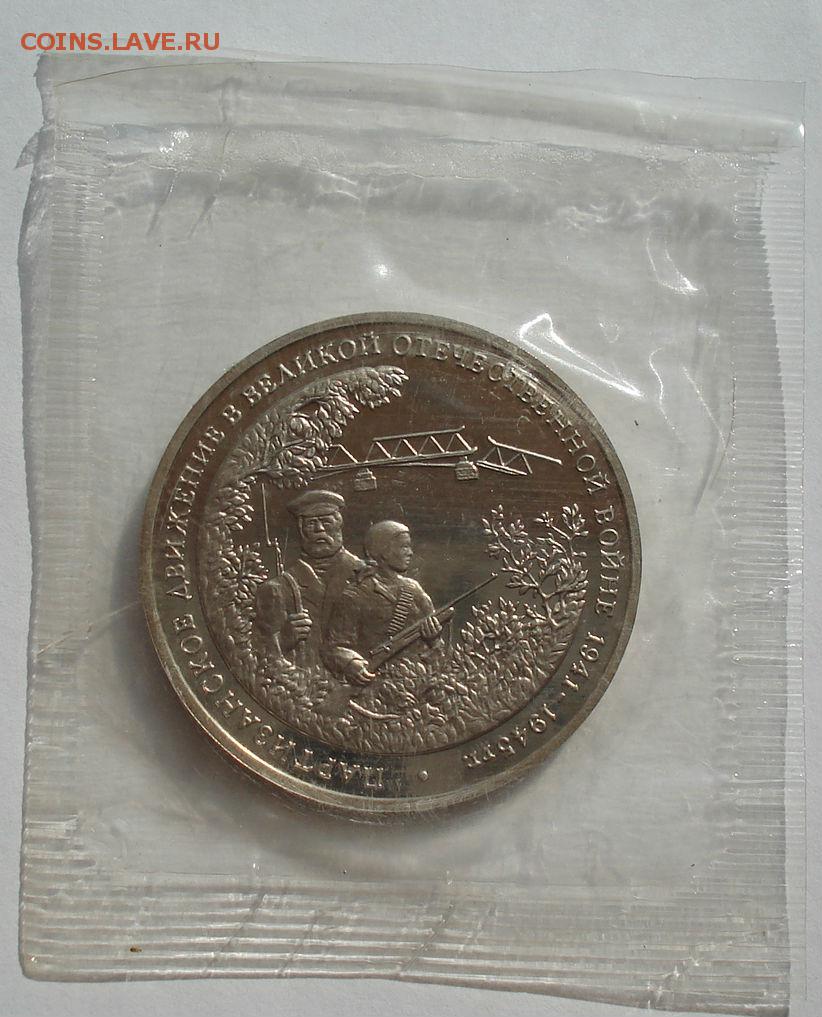 COINS.LAVE.RU
ПАРТИЗАНСКОЕ ДВИЖЕНИЕ В ВЕЛИКОЙ ОТЕЧЕСТВЕННОЙ ВОЙНЕ 1941-1945гг. •